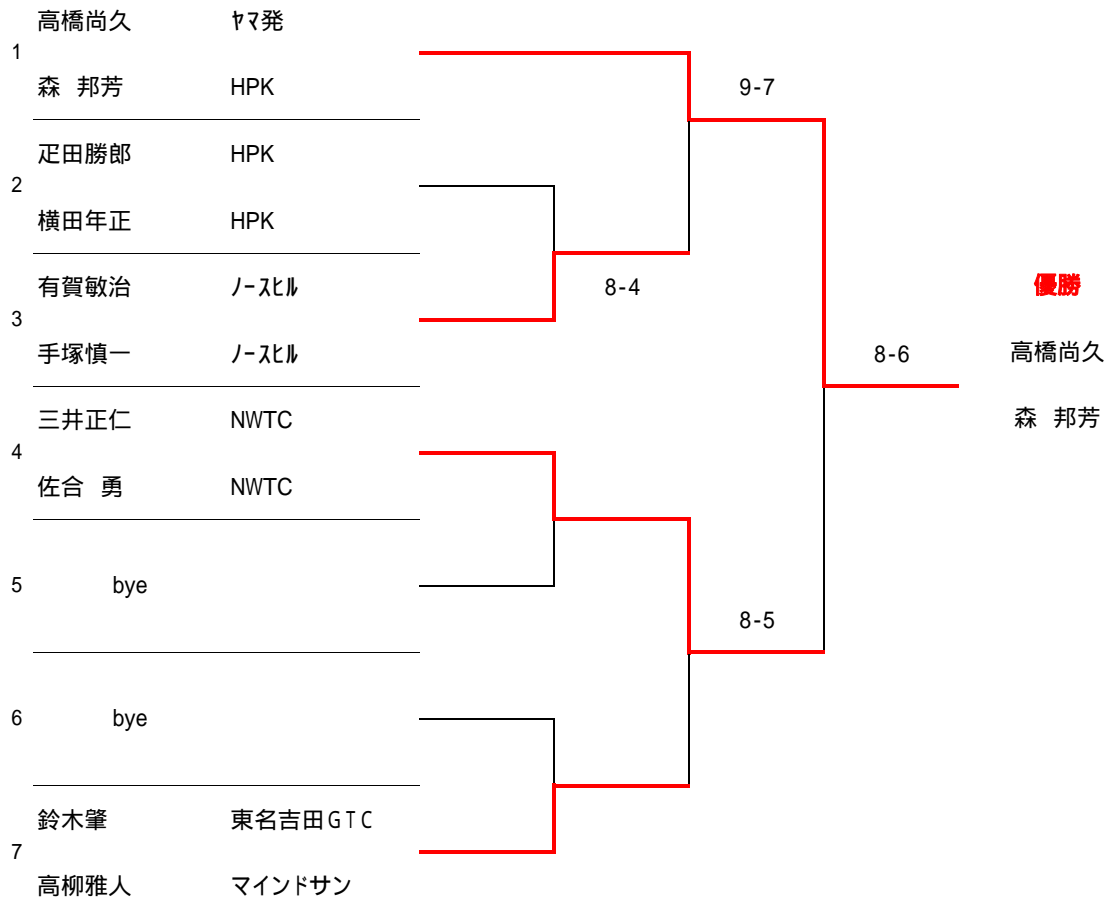 高橋尚久 ﾔﾏ発
1
森 邦芳 HPK 9-7
疋田勝郎 HPK
2
横田年正 HPK
有賀敏治 ﾉｰｽﾋﾙ 8-4 優勝
3
手塚慎一 ﾉｰｽﾋﾙ 8-6 高橋尚久
三井正仁 NWTC 森 邦芳
4
佐合 勇 NWTC
5 bye
8-5
6 bye
鈴木肇 東名吉田GTC
7
高柳雅人 マインドサン